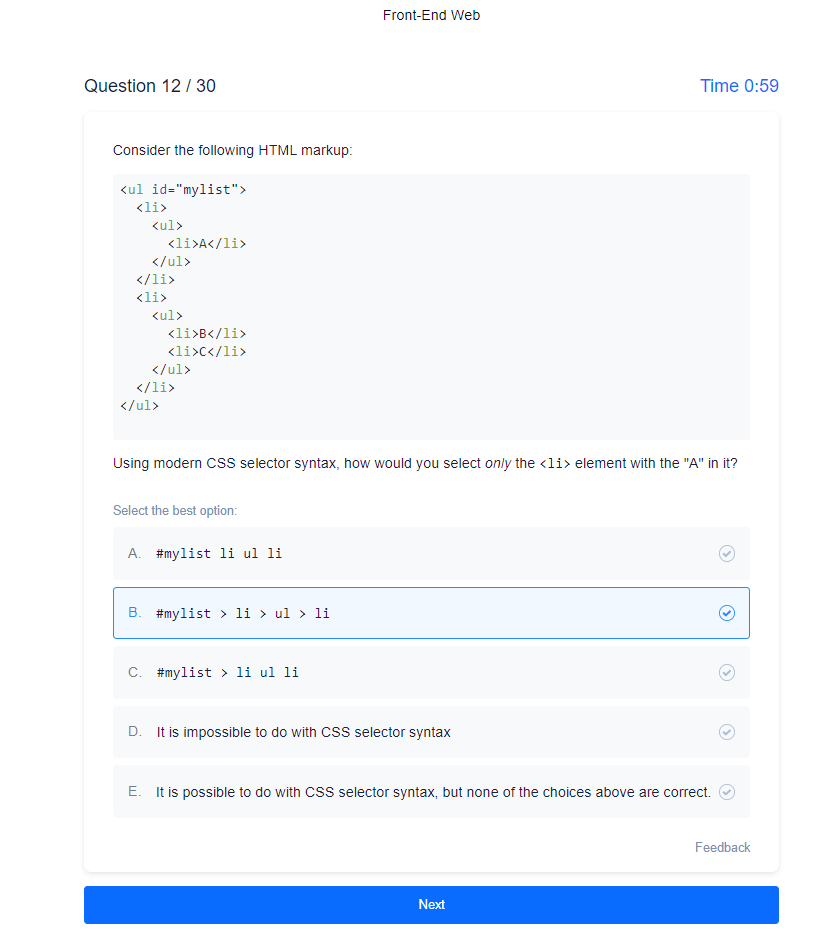 Front-End Web
Question 12 / 30
Time 0:59
Consider the following HTML markup:
<ul id="mylist">
  <li>
    <ul>
      <li>A</li>
    </ul>
  </li>
  <li>
    <ul>
      <li>B</li>
      <li>C</li>
    </ul>
  </li>
</ul>
Using modern CSS selector syntax, how would you select only the <li> element with the "A" in it?
Select the best option:
A. #mylist li ul li
B. #mylist > li > ul > li
C. #mylist > li ul li
D. It is impossible to do with CSS selector syntax
E. It is possible to do with CSS selector syntax, but none of the choices above are correct.
Feedback
Next